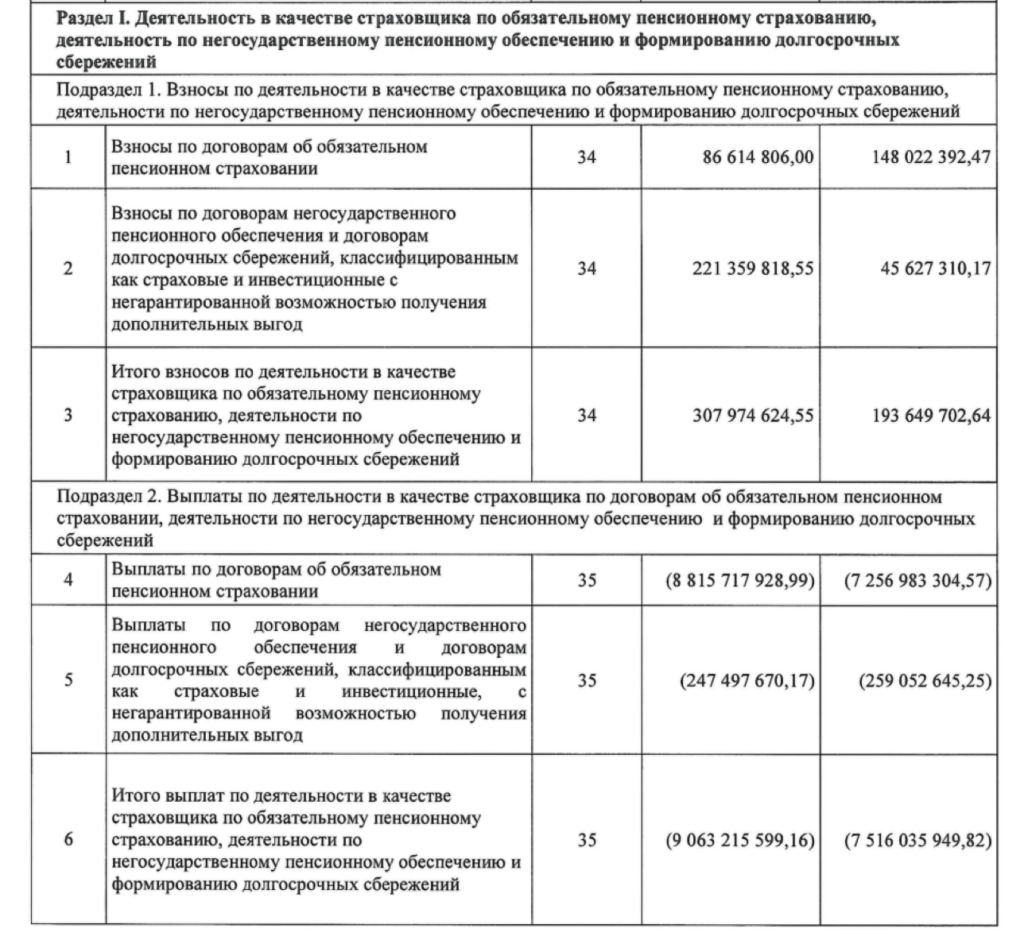 Раздел I. Деятельность в качестве страховщика по обязательному пенсионному страхованию,
деятельность по негосударственному пенсионному обеспечению и формированию долгосрочных
сбережений
Подраздел 1. Взносы по деятельности в качестве страховщика по обязательному пенсионному страхованию,
деятельности по негосударственному пенсионному обеспечению и формированию долгосрочных сбережений
Взносы по договорам об обязательном
1 34 86 614 806,00 148 022 392,47
пенсионном страховании
Взносы по договорам негосударственного
пенсионного обеспечения и договорам
долгосрочных сбережений, классифицированным
2 34 221 359 818,55 45 627 310,17
как страховые и инвестиционные с
негарантированной возможностью получения
дополнительных выгод
Итого взносов по деятельности в качестве
страховщика по обязательному пенсионному
3 страхованию, деятельности по 34 307 974 624,55 193 649 702,64
негосударственному пенсионному обеспечению и
формированию долгосрочных сбережений
Подраздел 2. Выплаты по деятельности в качестве страховщика по договорам об обязательном пенсионном
страховании, деятельности по негосударственному пенсионному обеспечению и формированию долгосрочных
сбережений
Выплаты по договорам об обязательном
4 35 (8 815 717 928,99) (7 256 983 304,57)
пенсионном страховании
Выплаты по договорам негосударственного
пенсионного обеспечения и договорам
долгосрочных сбережений, классифицированным
5 35 (247 497 670,17) (259 052 645,25)
как страховые и инвестиционные, с
негарантированной возможностью получения
дополнительных выгод
Итого выплат по деятельности в качестве
страховщика по обязательному пенсионному
6 страхованию, деятельности по 35 (9 063 215 599,16) (7 516 035 949,82)
негосударственному пенсионному обеспечению и
формированию долгосрочных сбережений